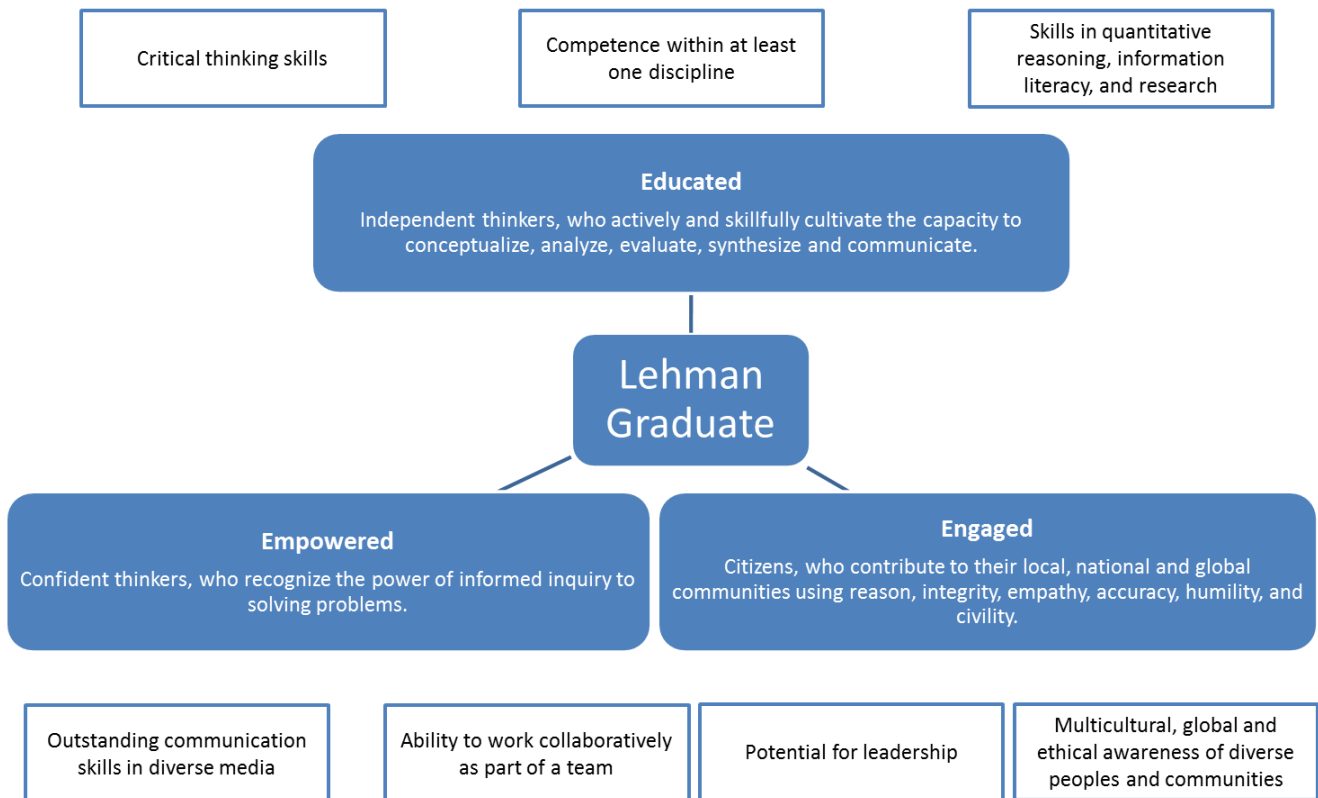 Critical thinking skills
Competence within at least
one discipline
Skills in quantitative
reasoning, information
literacy, and research
Educated
Independent thinkers, who actively and skillfully cultivate the capacity to
conceptualize, analyze, evaluate, synthesize and communicate.
Lehman
Graduate
Empowered
Confident thinkers, who recognize the power of informed inquiry to
solving problems.
Engaged
Citizens, who contribute to their local, national and global
communities using reason, integrity, empathy, accuracy, humility, and
civility.
Outstanding communication
skills in diverse media
Ability to work collaboratively
as part of a team
Potential for leadership
Multicultural, global and
ethical awareness of diverse
peoples and communities